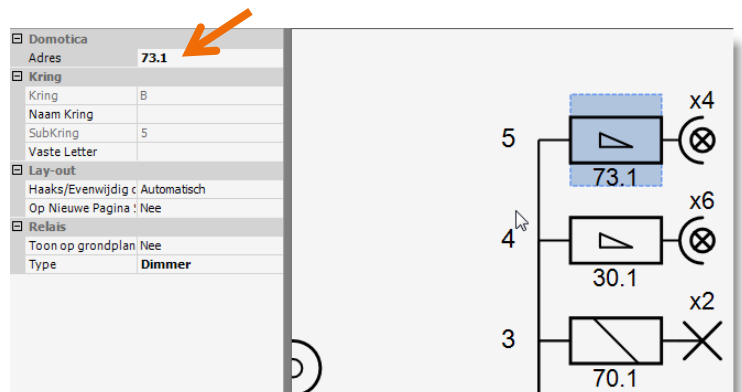 Domotica
Adres 73.1
Kring
Kring B
Naam Kring
SubKring 5
Vaste Letter
Lay-out
Haaks/Evenwijdig o Automatisch
Op Nieuwe Pagina S Nee
Relais
Toon op grondplan Nee
Type Dimmer
x4
5
73.1
x6
4
30.1
x2
3
70.1